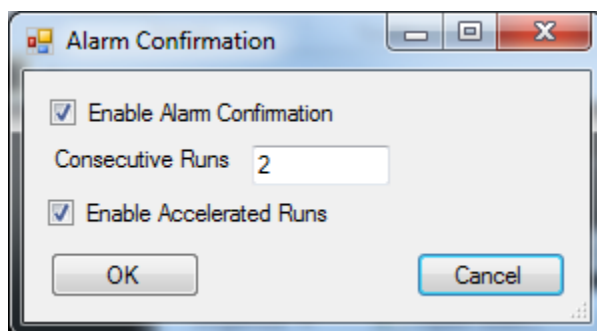 Alarm Confirmation
Enable Alarm Confirmation
Consecutive Runs 2
Enable Accelerated Runs
OK Cancel